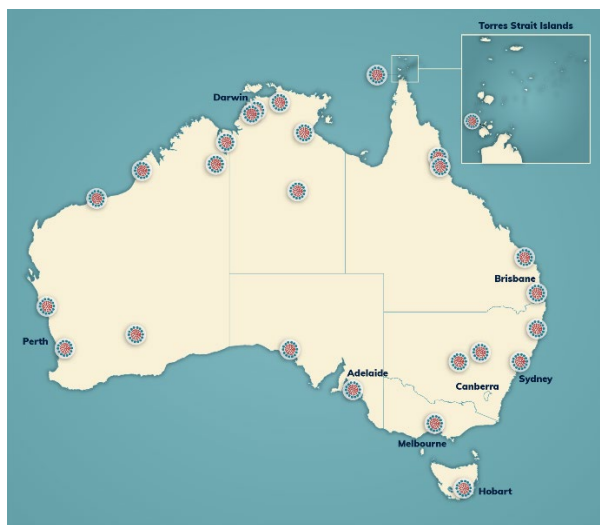 Torres Strait Islands
Darwin
Brisbane
Perth
Adelaide
Canberra
Sydney
Melbourne
Hobart